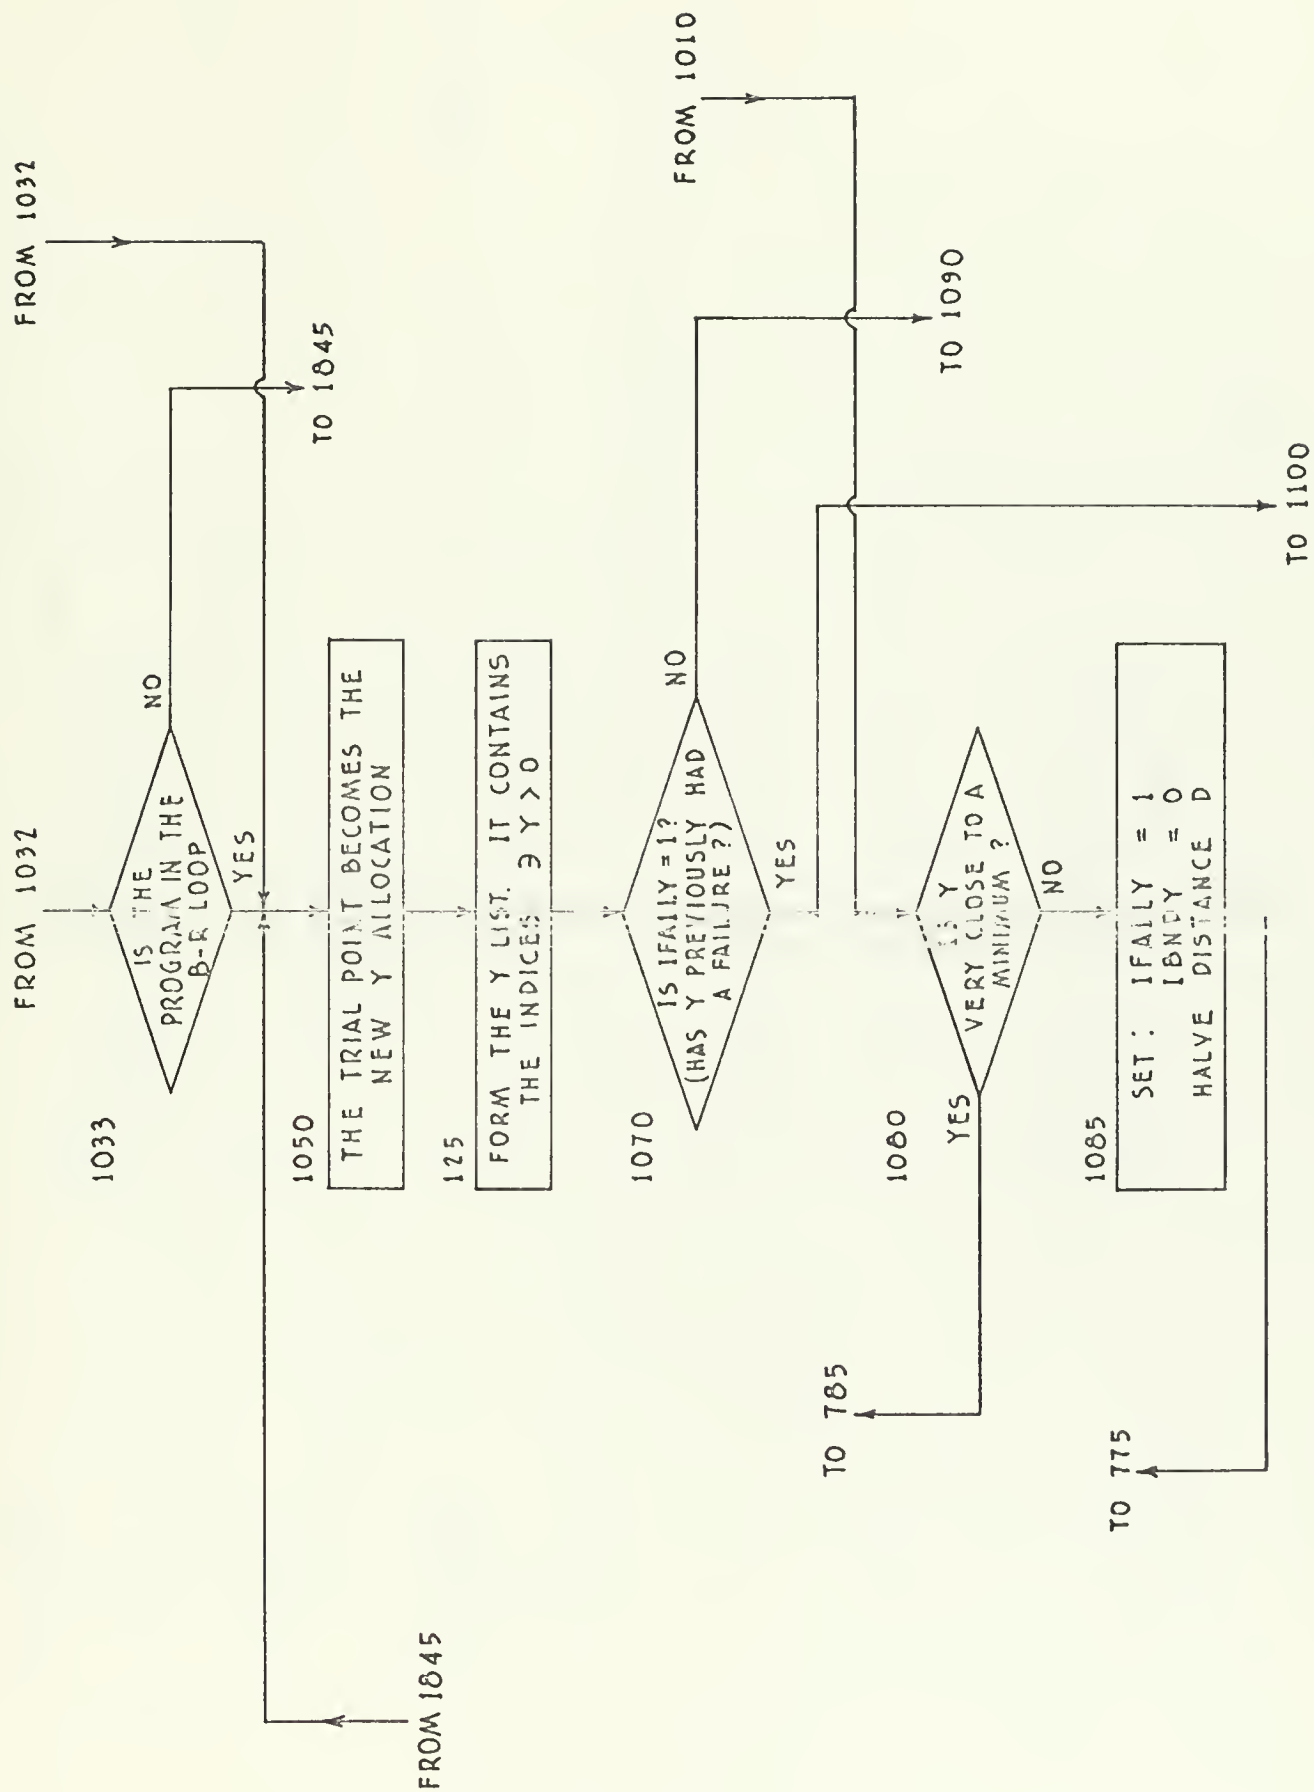 FROM 1032
FROM 1032
1033
IS THE
PROGRAM IN THE
B-R LOOP
NO
YES
TO 1845
FROM 1845
1050
THE TRIAL POINT BECOMES THE
NEW Y ALLOCATION
125
FORM THE Y LIST. IT CONTAINS
THE INDICES ∋ Y > 0
1070
IS IFALLY = 1?
(HAS Y PREVIOUSLY HAD
A FAILURE?)
NO
YES
FROM 1010
TO 1090
TO 1100
1080
IS Y
VERY CLOSE TO A
MINIMUM ?
YES
NO
TO 785
1085
SET : IFALLY = 1
IBNDY = 0
HALVE DISTANCE D
TO 775